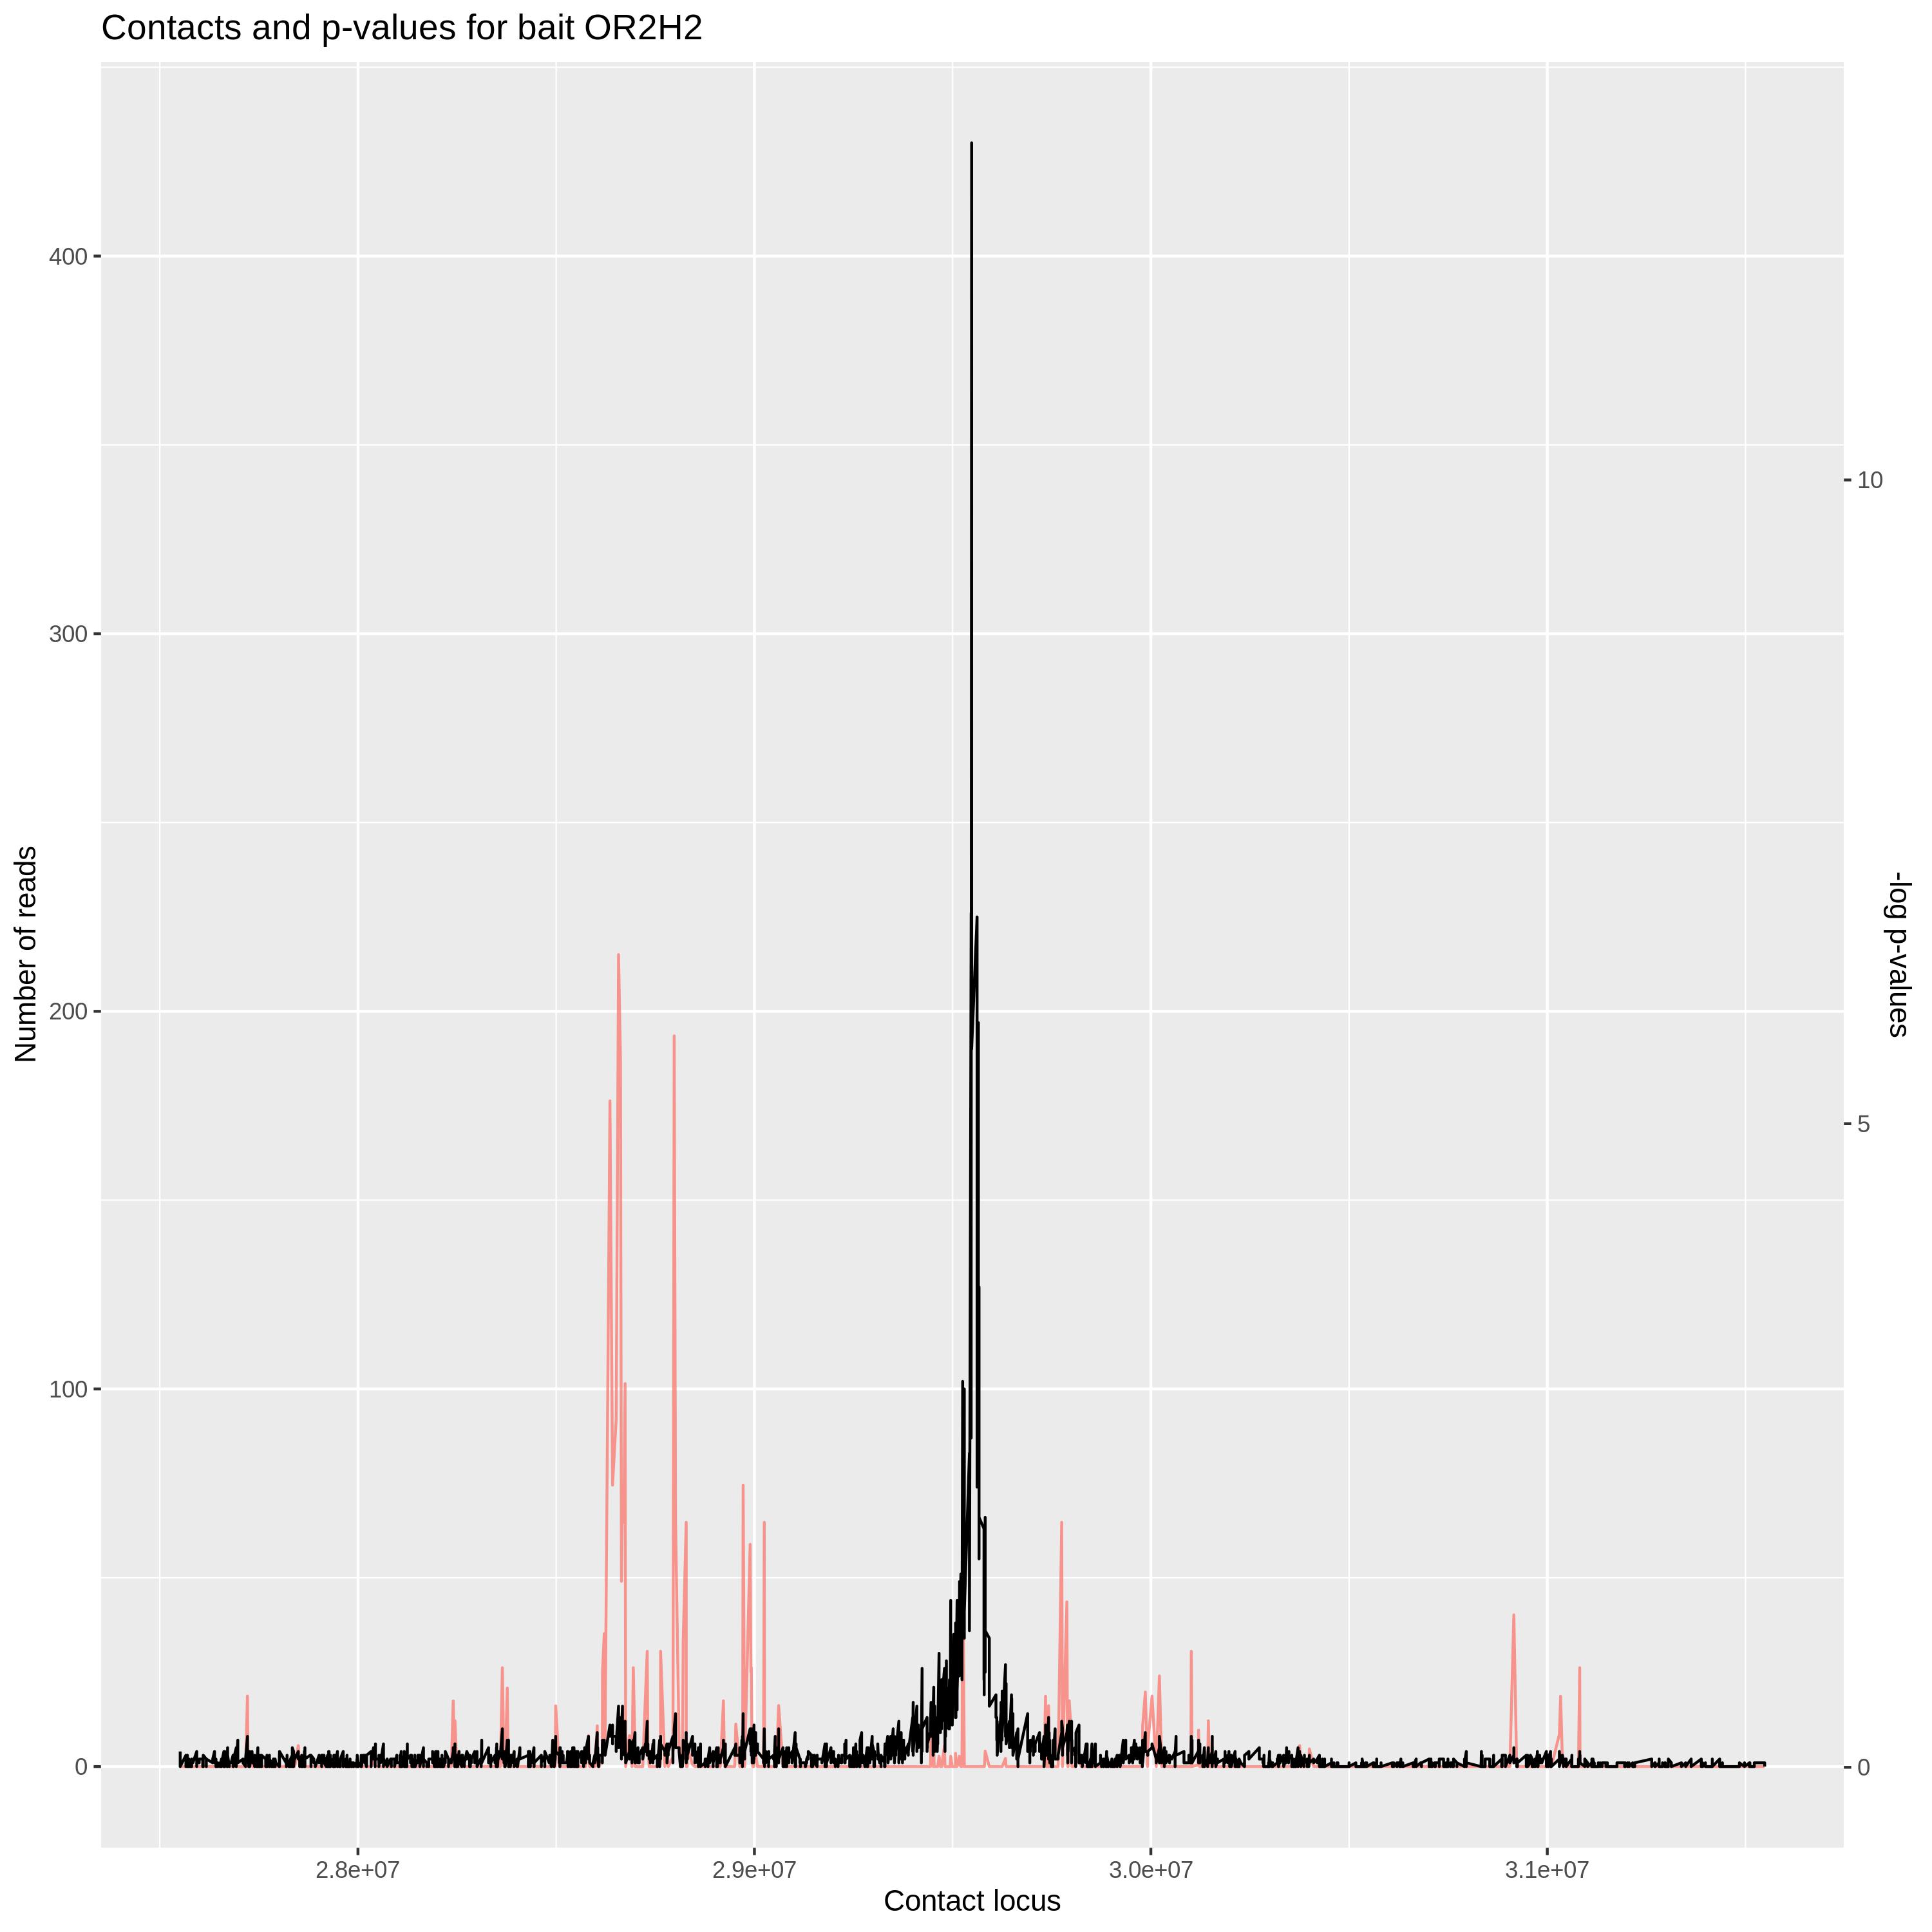 Contacts and p-values for bait OR2H2
Number of reads
400
300
200
100
0
10
5
0
-log p-values
2.8e+07 2.9e+07 3.0e+07 3.1e+07
Contact locus